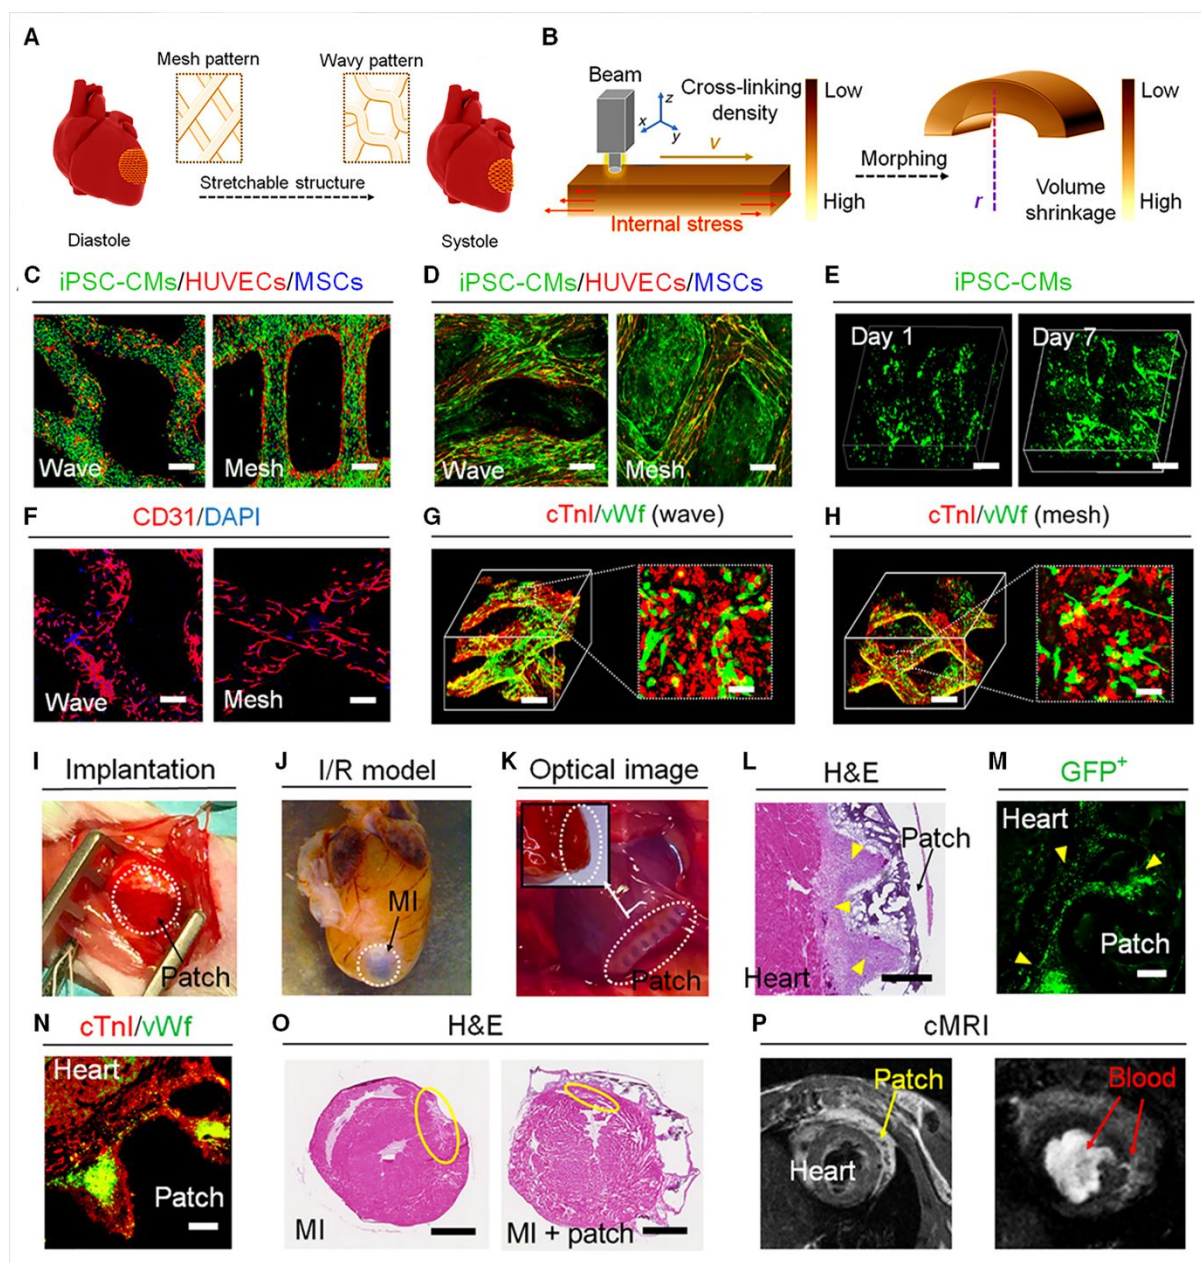 A
Mesh pattern
Wavy pattern
Stretchable structure
Diastole
Systole
B
Beam
z
x
y
Cross-linking
density
v
Low
High
Internal stress
Morphing
r
Volume
shrinkage
Low
High
C
iPSC-CMs/HUVECs/MSCs
Wave
Mesh
D
iPSC-CMs/HUVECs/MSCs
Wave
Mesh
E
iPSC-CMs
Day 1
Day 7
F
CD31/DAPI
Wave
Mesh
G
cTnI/vWf (wave)
H
cTnI/vWf (mesh)
I
Implantation
Patch
J
I/R model
MI
K
Optical image
Patch
L
H&E
Patch
Heart
M
GFP⁺
Heart
Patch
N
cTnI/vWf
Heart
Patch
O
H&E
MI
MI + patch
P
cMRI
Patch
Heart
Blood